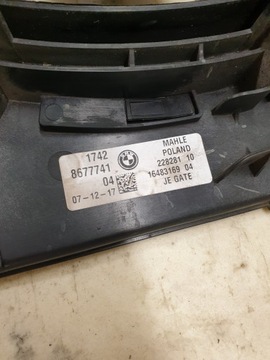 1742
8677741
04
07-12-17
MAHLE
POLAND
228281 10
16483169 04
JE GATE